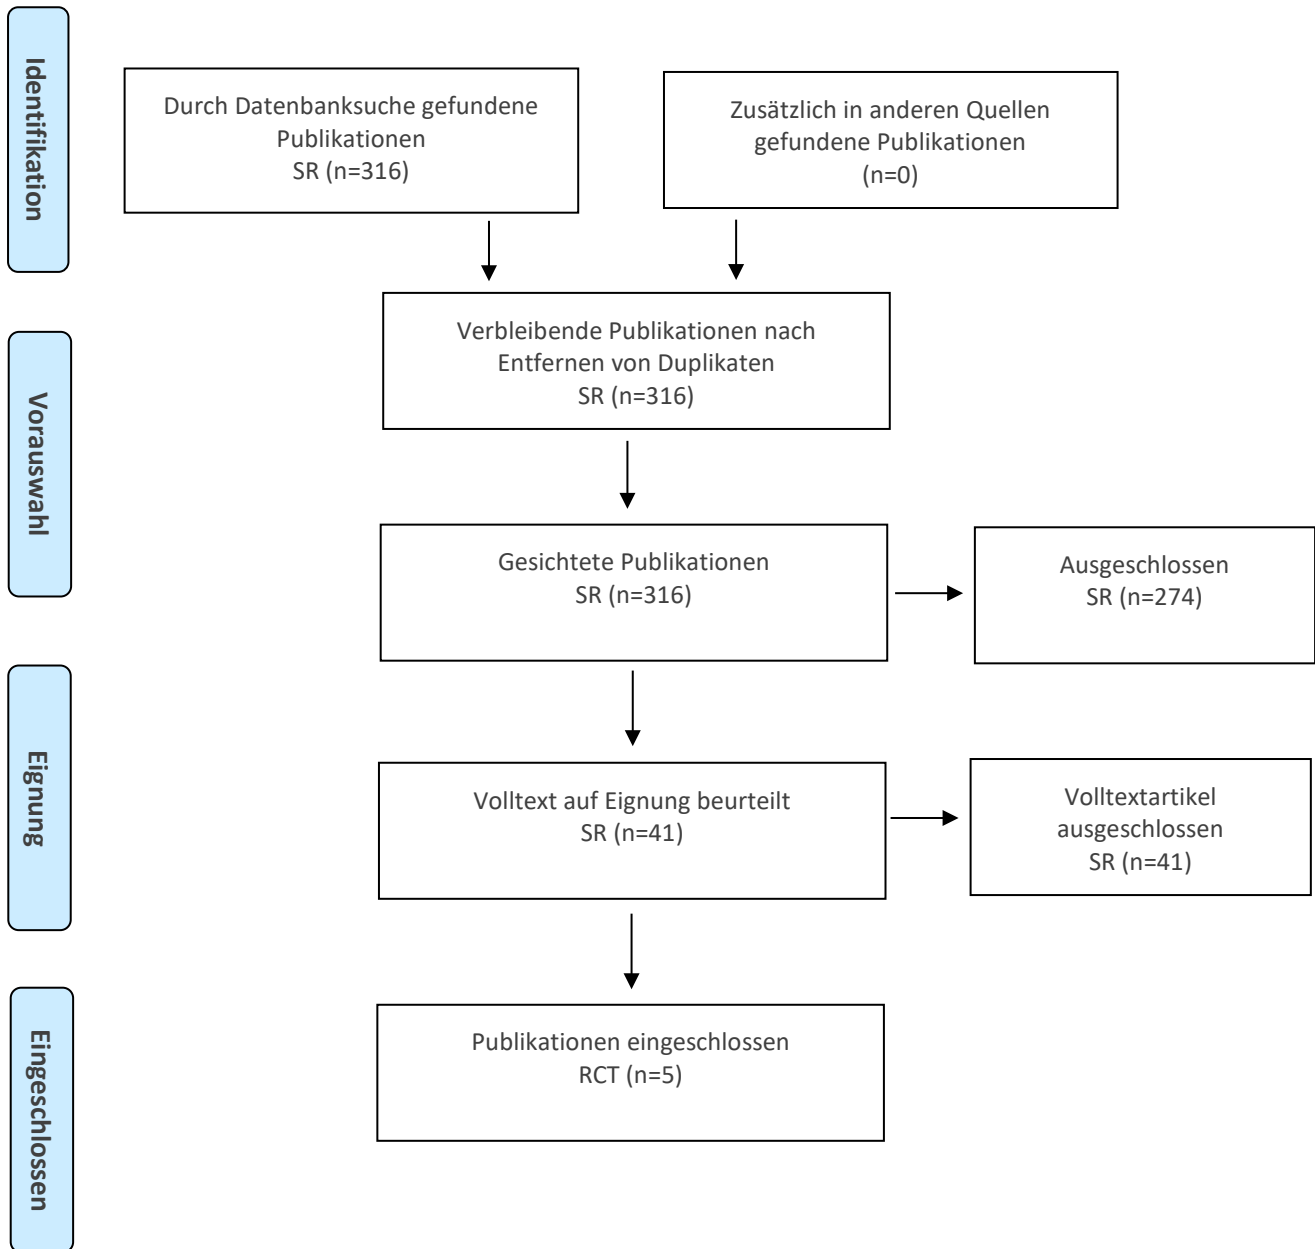 Identifikation
Durch Datenbanksuche gefundene
Publikationen
SR (n=316)
Zusätzlich in anderen Quellen
gefundene Publikationen
(n=0)
Verbleibende Publikationen nach
Entfernen von Duplikaten
SR (n=316)
Vorauswahl
Gesichtete Publikationen
SR (n=316)
Ausgeschlossen
SR (n=274)
Eignung
Volltext auf Eignung beurteilt
SR (n=41)
Volltextartikel
ausgeschlossen
SR (n=41)
Eingeschlossen
Publikationen eingeschlossen
RCT (n=5)